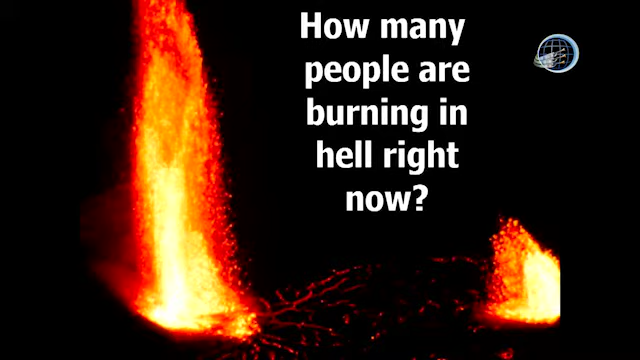 How many
people are
burning in
hell right
now?